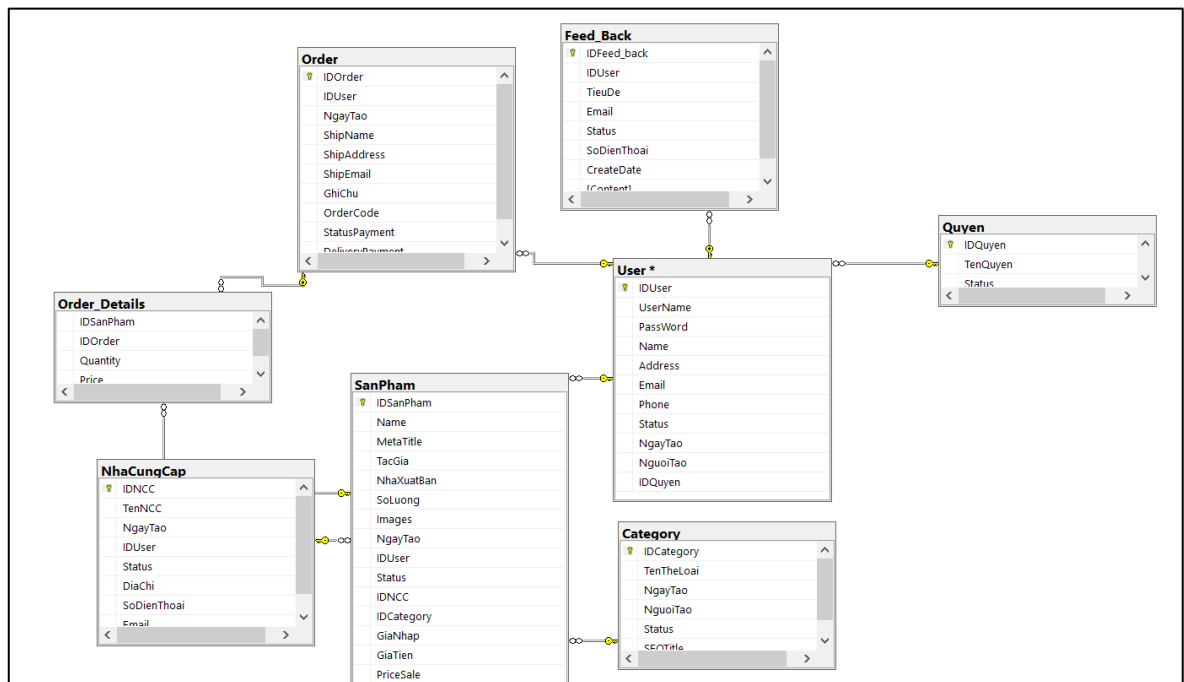 Order
IDOrder
IDUser
NgayTao
ShipName
ShipAddress
ShipEmail
GhiChu
OrderCode
StatusPayment
DeliveryPayment
Feed_Back
IDFeed_back
IDUser
TieuDe
Email
Status
SoDienThoai
CreateDate
[Content]
Quyen
IDQuyen
TenQuyen
Status
User *
IDUser
UserName
PassWord
Name
Address
Email
Phone
Status
NgayTao
NguoiTao
IDQuyen
Order_Details
IDSanPham
IDOrder
Quantity
Price
SanPham
IDSanPham
Name
MetaTitle
TacGia
NhaXuatBan
SoLuong
Images
NgayTao
IDUser
Status
IDNCC
IDCategory
GiaNhap
GiaTien
PriceSale
NhaCungCap
IDNCC
TenNCC
NgayTao
IDUser
Status
DiaChi
SoDienThoai
Email
Category
IDCategory
TenTheLoai
NgayTao
NguoiTao
Status
SEOTitle